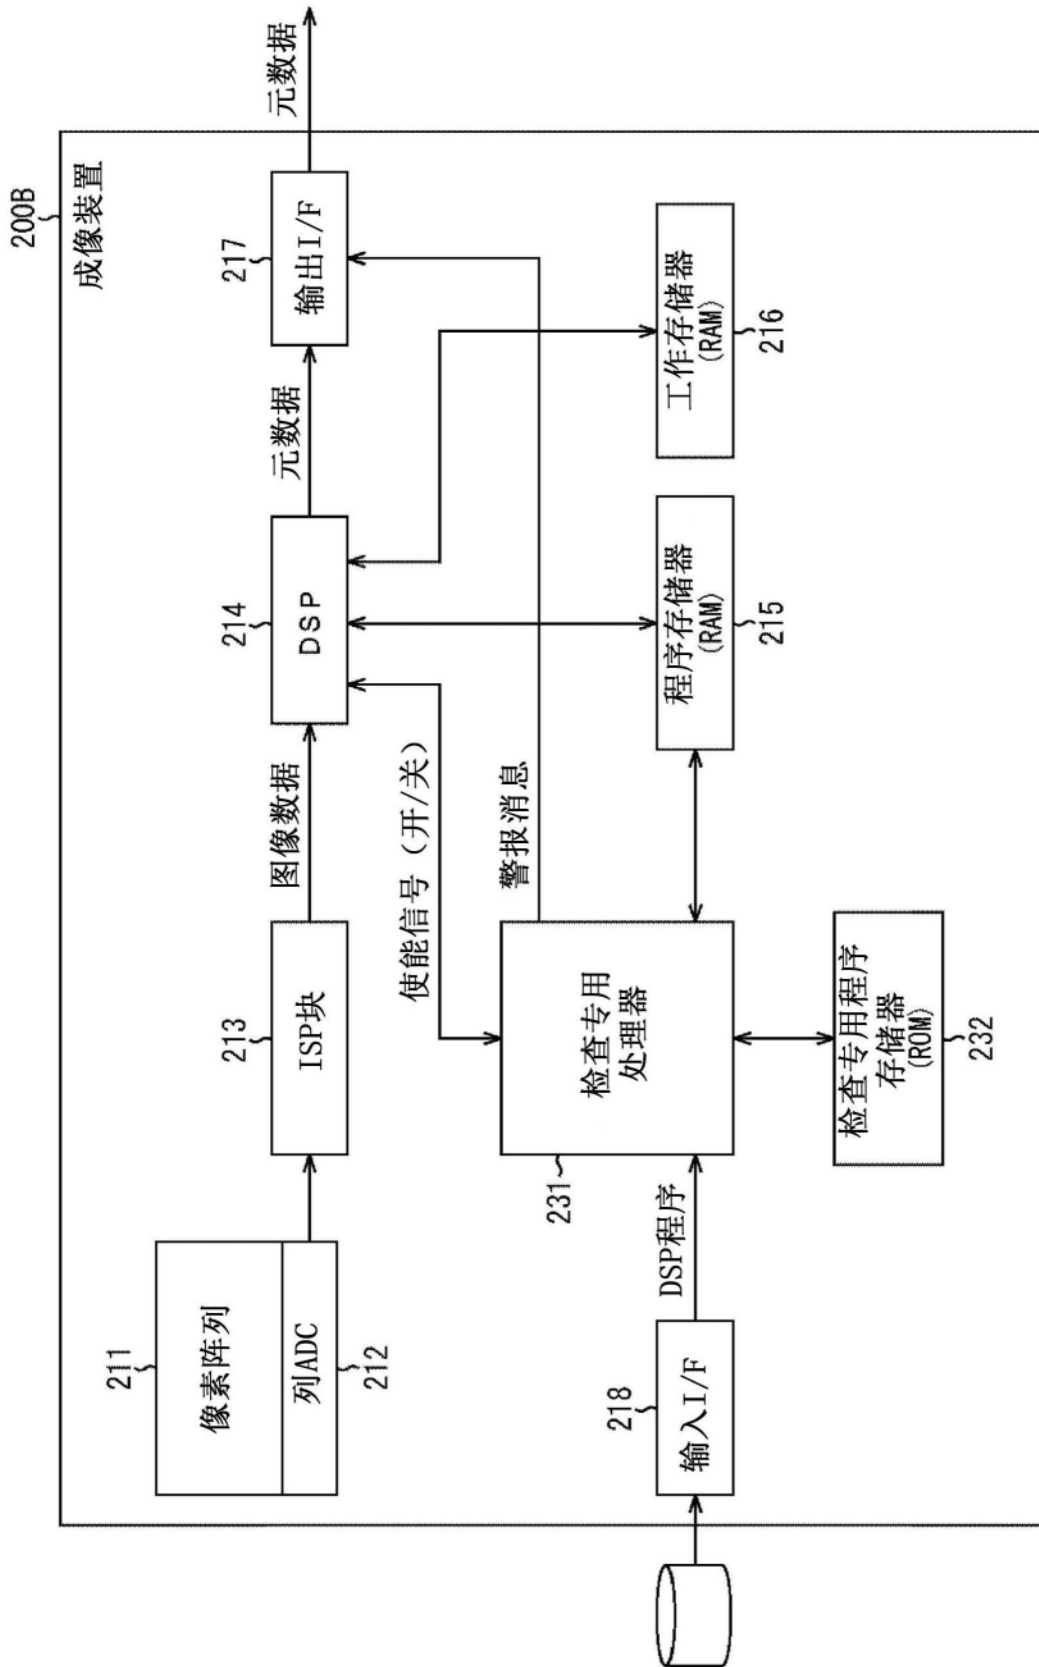 200B
成像装置
211
像素阵列
列ADC
212
213
ISP块
图像数据
214
DSP
元数据
217
输出I/F
元数据
使能信号（开/关）
警报消息
218
输入I/F
DSP程序
231
检查专用
处理器
程序存储器
(RAM)
215
工作存储器
(RAM)
216
检查专用程序
存储器
(ROM)
232